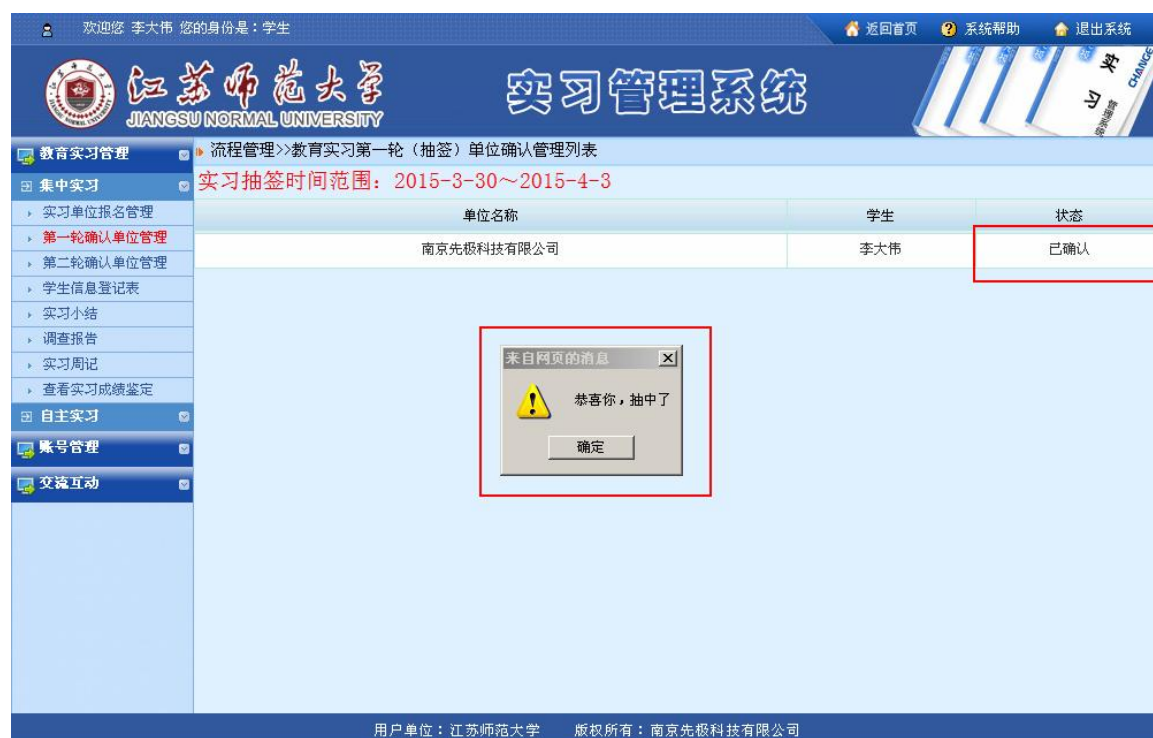 欢迎您 李大伟 您的身份是：学生
返回首页 系统帮助 退出系统
江苏师范大学
JIANGSU NORMAL UNIVERSITY
实习管理系统
实习
管理系统
CHANGE
教育实习管理
流程管理>>教育实习第一轮（抽签）单位确认管理列表
集中实习
实习抽签时间范围：2015-3-30～2015-4-3
实习单位报名管理
单位名称 学生 状态
第一轮确认单位管理
南京先极科技有限公司 李大伟 已确认
第二轮确认单位管理
学生信息登记表
实习小结
调查报告
实习周记
查看实习成绩鉴定
自主实习
账号管理
交流互动
来自网页的消息
恭喜你，抽中了
确定
用户单位：江苏师范大学 版权所有：南京先极科技有限公司